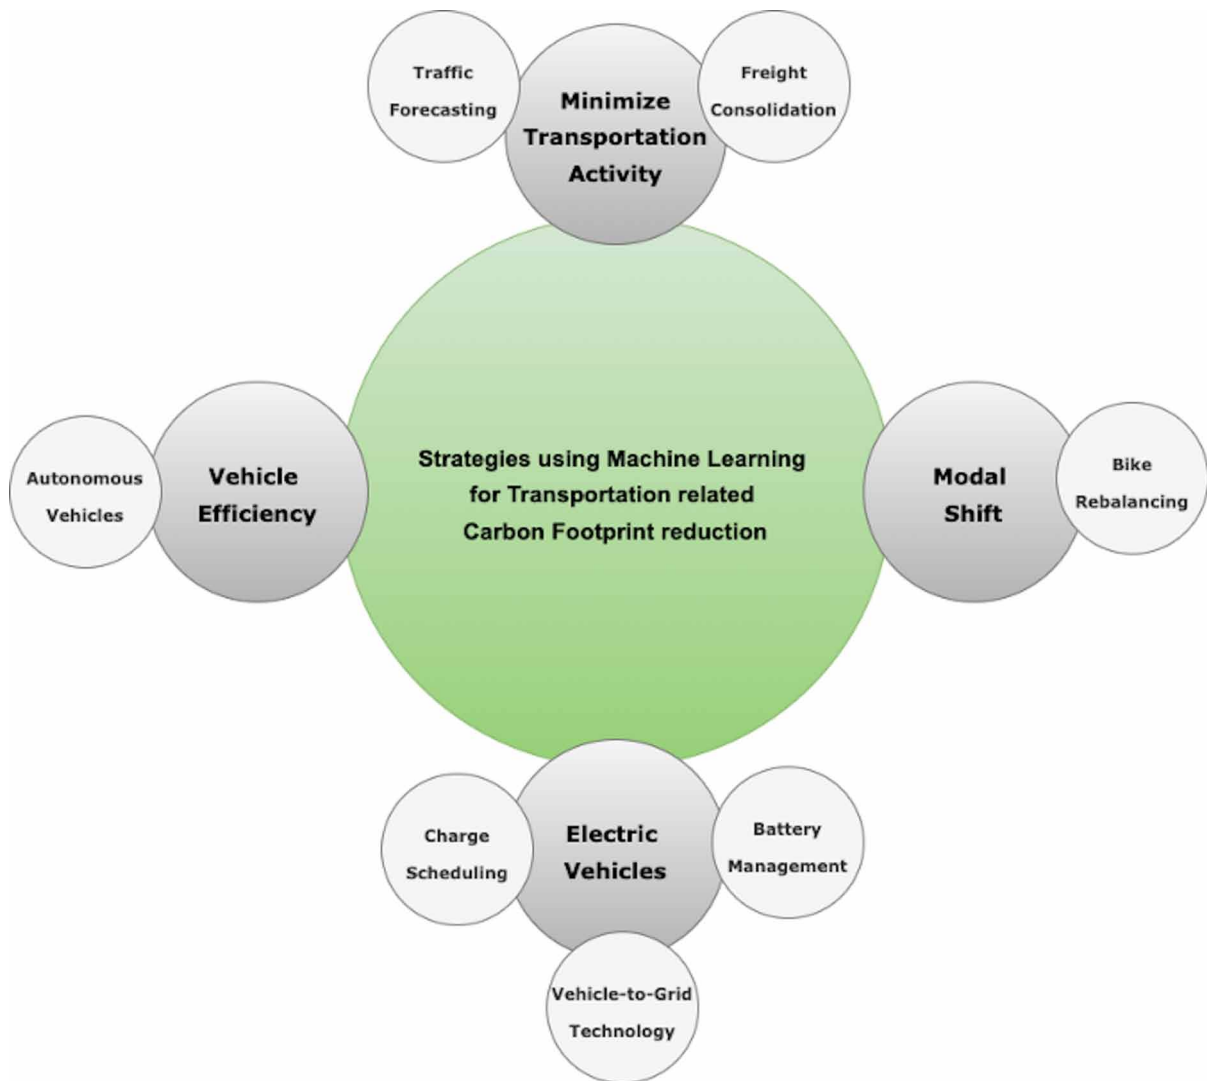 Traffic
Forecasting
Minimize
Transportation
Activity
Freight
Consolidation
Autonomous
Vehicles
Vehicle
Efficiency
Strategies using Machine Learning
for Transportation related
Carbon Footprint reduction
Modal
Shift
Bike
Rebalancing
Charge
Scheduling
Electric
Vehicles
Battery
Management
Vehicle-to-Grid
Technology